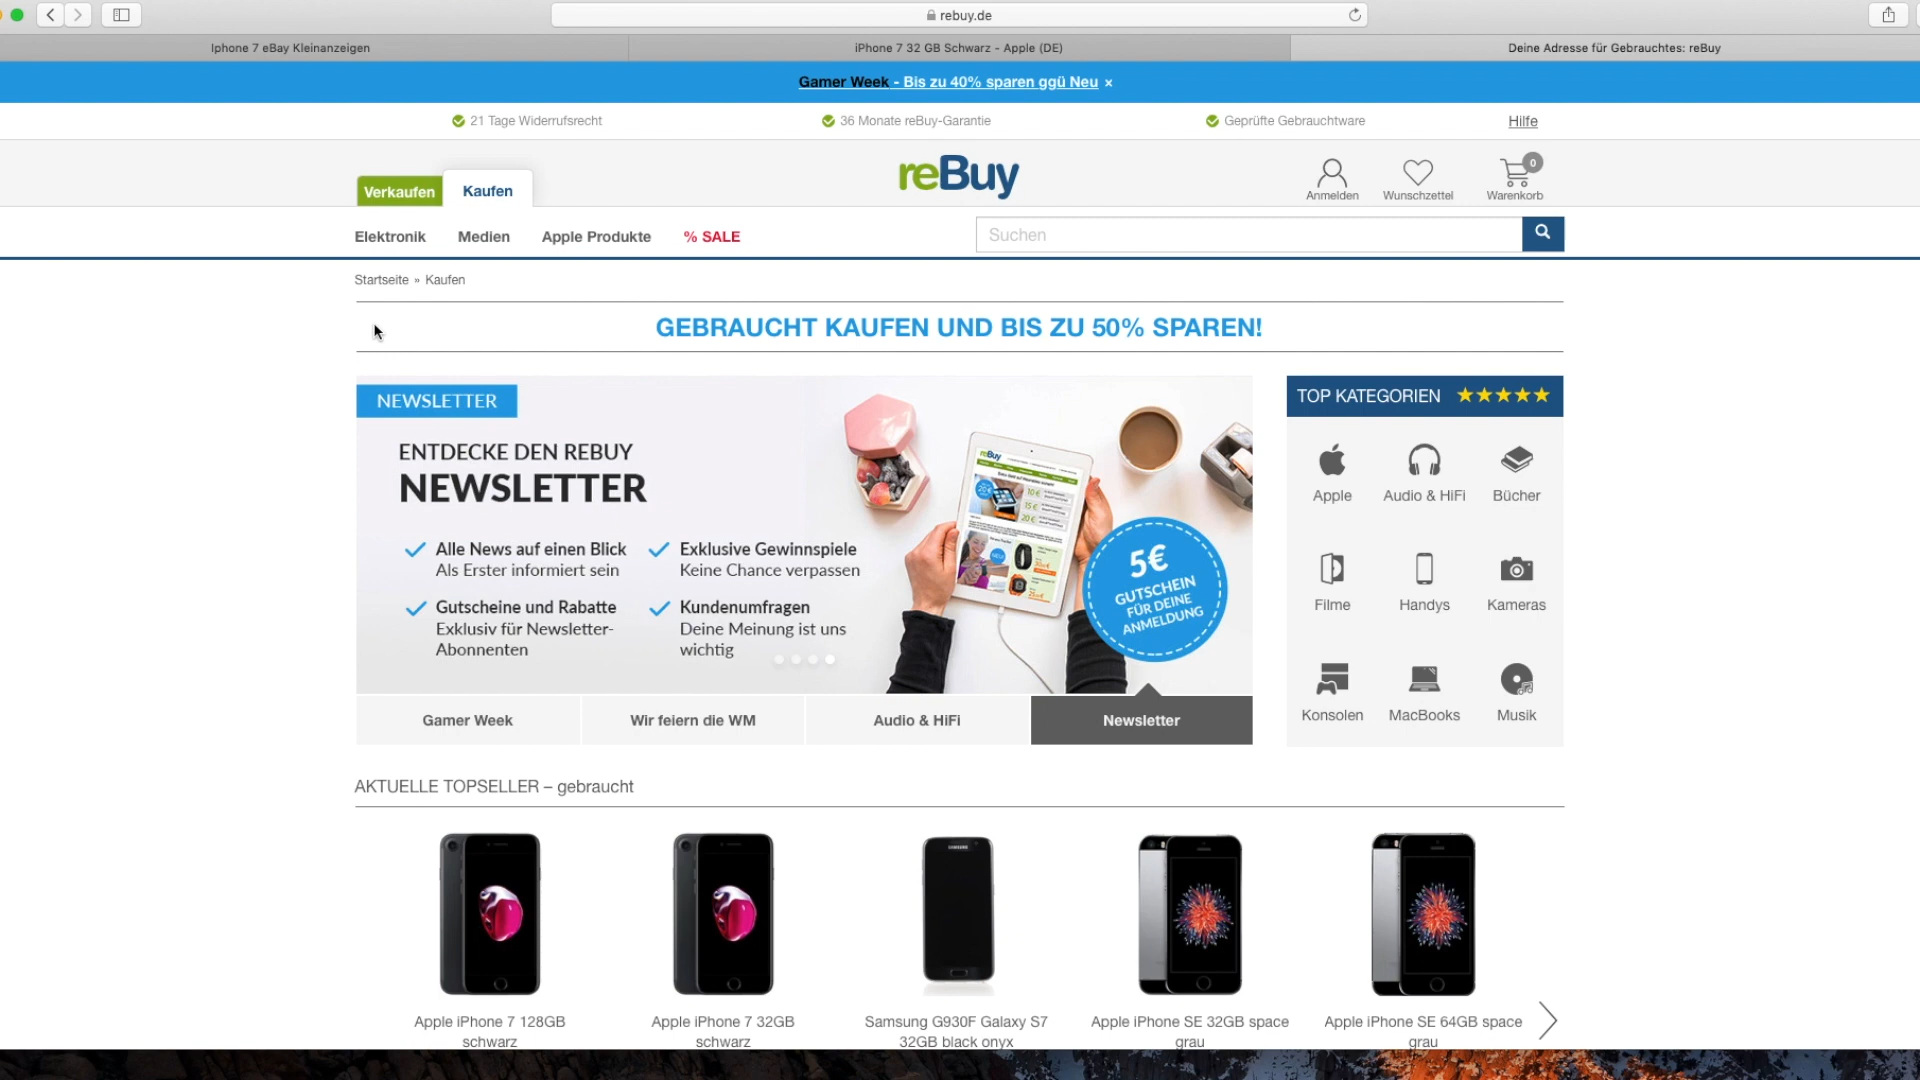 rebuy.de
Iphone 7 eBay Kleinanzeigen
iPhone 7 32 GB Schwarz - Apple (DE)
Deine Adresse für Gebrauchtes: reBuy
Gamer Week - Bis zu 40% sparen ggü Neu ×
21 Tage Widerrufsrecht
36 Monate reBuy-Garantie
Geprüfte Gebrauchtware
Hilfe
Verkaufen
Kaufen
reBuy
Anmelden
Wunschzettel
0
Warenkorb
Elektronik
Medien
Apple Produkte
% SALE
Suchen
Startseite » Kaufen
GEBRAUCHT KAUFEN UND BIS ZU 50% SPAREN!
NEWSLETTER
ENTDECKE DEN REBUY
NEWSLETTER
Alle News auf einen Blick
Als Erster informiert sein
Exklusive Gewinnspiele
Keine Chance verpassen
Gutscheine und Rabatte
Exklusiv für Newsletter-
Abonnenten
Kundenumfragen
Deine Meinung ist uns
wichtig
reBuy
20€
10€
15€
20€
5€
GUTSCHEIN
FÜR DEINE
ANMELDUNG
Gamer Week
Wir feiern die WM
Audio & HiFi
Newsletter
TOP KATEGORIEN
Apple
Audio & HiFi
Bücher
Filme
Handys
Kameras
Konsolen
MacBooks
Musik
AKTUELLE TOPSELLER – gebraucht
SAMSUNG
Apple iPhone 7 128GB
schwarz
Apple iPhone 7 32GB
schwarz
Samsung G930F Galaxy S7
32GB black onyx
Apple iPhone SE 32GB space
grau
Apple iPhone SE 64GB space
grau